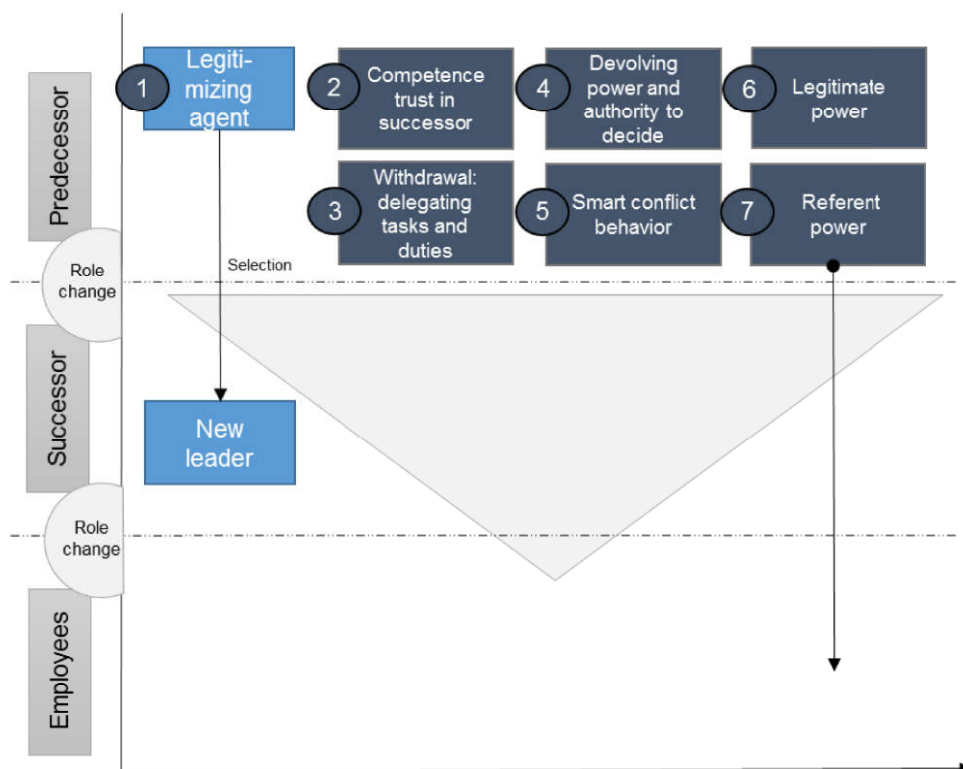 Predecessor
1
Legiti-
mizing
agent
2
Competence
trust in
successor
4
Devolving
power and
authority to
decide
6
Legitimate
power
3
Withdrawal:
delegating
tasks and
duties
5
Smart conflict
behavior
7
Referent
power
Role
change
Selection
Successor
New
leader
Role
change
Employees